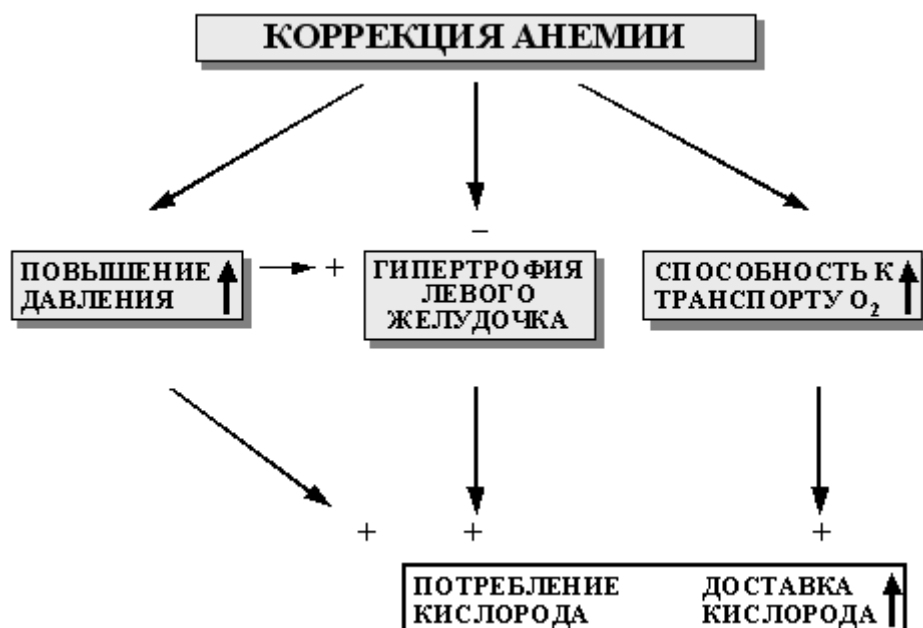 КОРРЕКЦИЯ АНЕМИИ
–
ПОВЫШЕНИЕ
ДАВЛЕНИЯ
+
ГИПЕРТРОФИЯ
ЛЕВОГО
ЖЕЛУДОЧКА
СПОСОБНОСТЬ К
ТРАНСПОРТУ O₂
+ + +
ПОТРЕБЛЕНИЕ
КИСЛОРОДА
ДОСТАВКА
КИСЛОРОДА